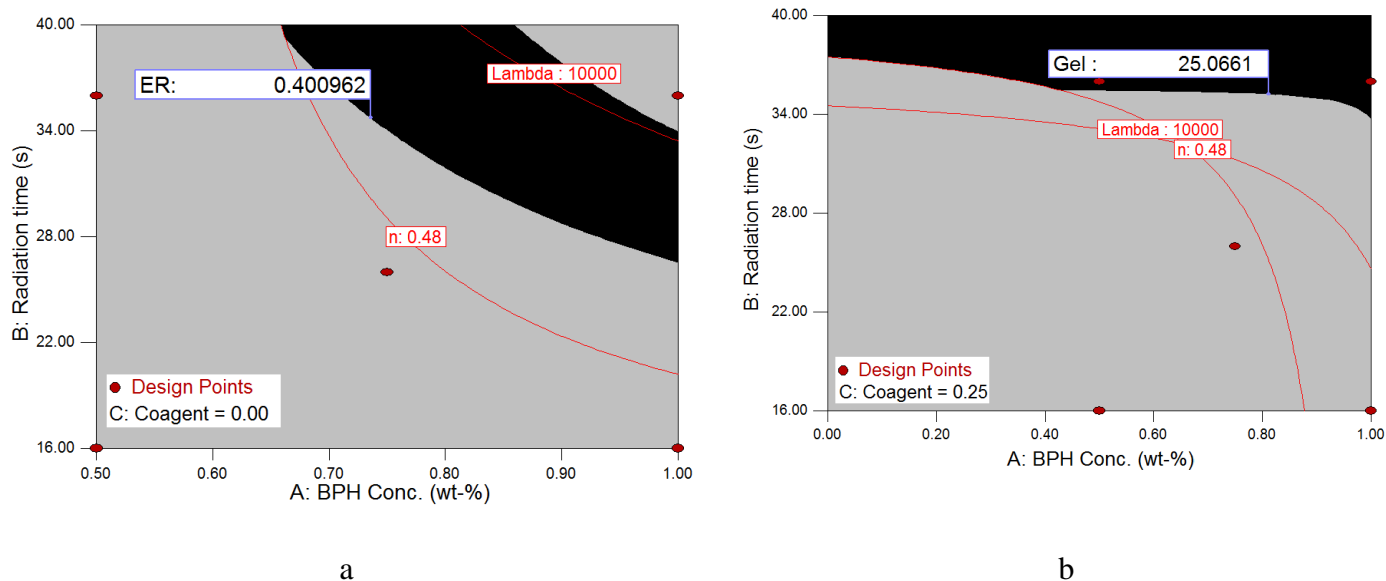 40.00
34.00
28.00
22.00
16.00
B: Radiation time (s)
ER: 0.400962
Lambda : 10000
n: 0.48
Design Points
C: Coagent = 0.00
0.50 0.60 0.70 0.80 0.90 1.00
A: BPH Conc. (wt-%)
a
40.00
34.00
28.00
22.00
16.00
B: Radiation time (s)
Gel : 25.0661
Lambda : 10000
n: 0.48
Design Points
C: Coagent = 0.25
0.00 0.20 0.40 0.60 0.80 1.00
A: BPH Conc. (wt-%)
b